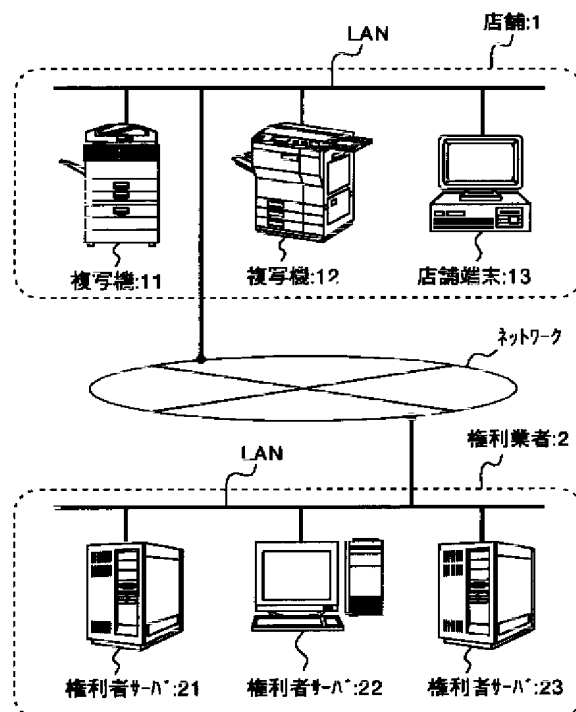 店舗:1
LAN
複写機:11
複写機:12
店舗端末:13
ネットワーク
権利業者:2
LAN
権利者サーバ:21
権利者サーバ:22
権利者サーバ:23